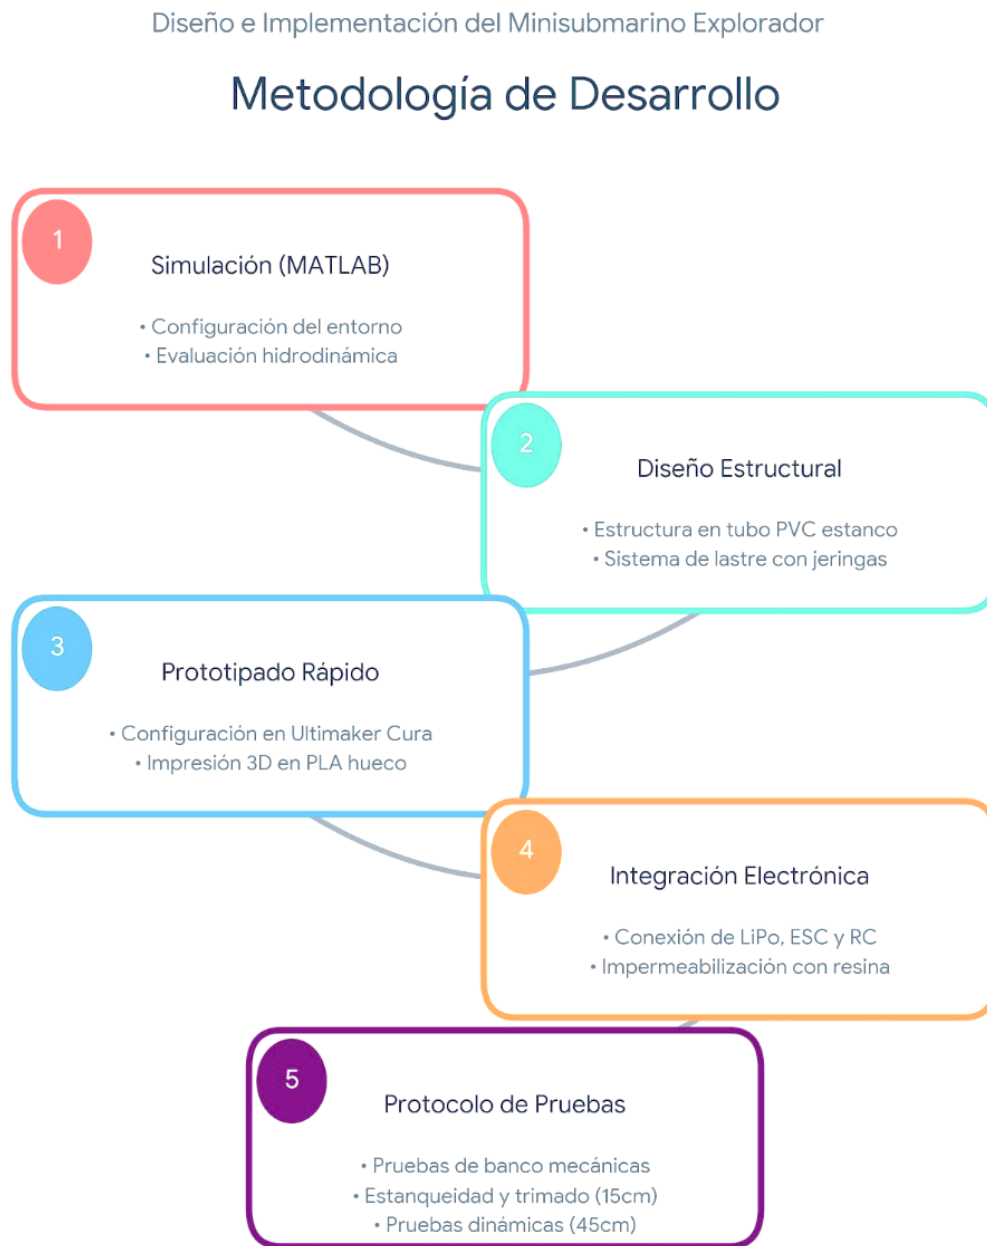 Diseño e Implementación del Minisubmarino Explorador
Metodología de Desarrollo
1
Simulación (MATLAB)
• Configuración del entorno
• Evaluación hidrodinámica
2
Diseño Estructural
• Estructura en tubo PVC estanco
• Sistema de lastre con jeringas
3
Prototipado Rápido
• Configuración en Ultimaker Cura
• Impresión 3D en PLA hueco
4
Integración Electrónica
• Conexión de LiPo, ESC y RC
• Impermeabilización con resina
5
Protocolo de Pruebas
• Pruebas de banco mecánicas
• Estanqueidad y trimado (15cm)
• Pruebas dinámicas (45cm)